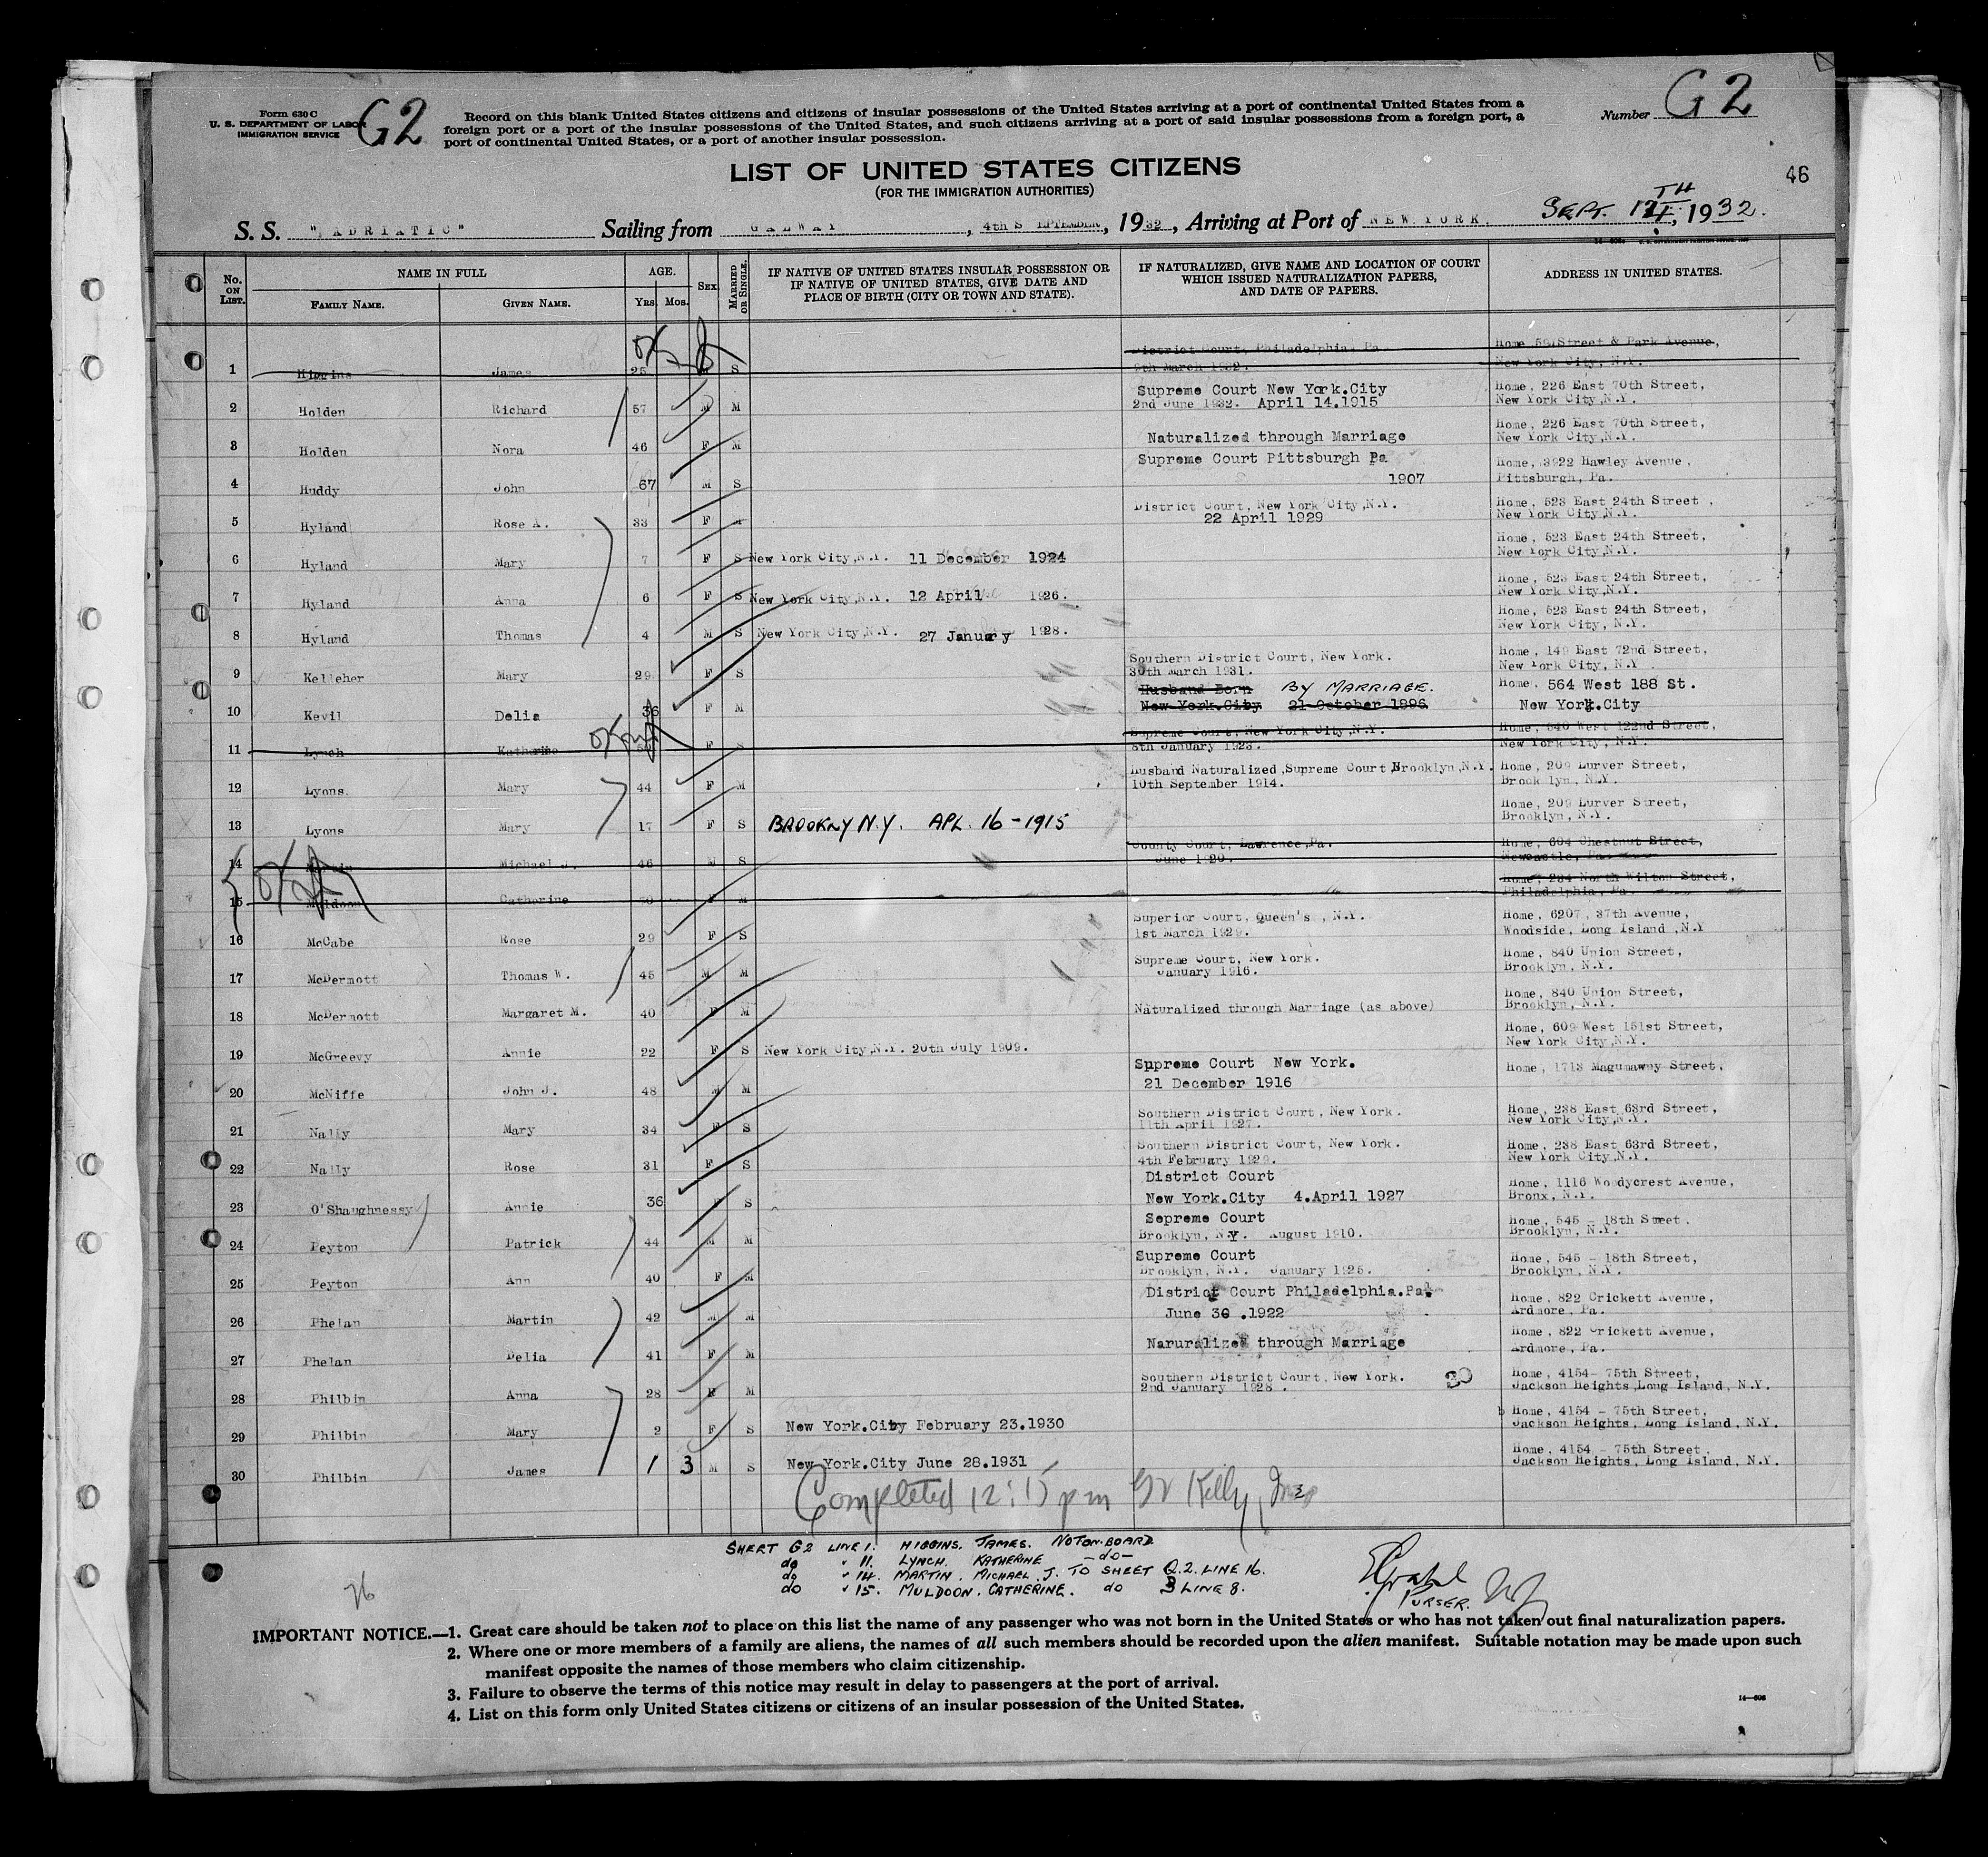 Form 630 C
U. S. DEPARTMENT OF LABOR
IMMIGRATION SERVICE
G2
Record on this blank United States citizens and citizens of insular possessions of the United States arriving at a port of continental United States from a
foreign port or a port of the insular possessions of the United States, and such citizens arriving at a port of said insular possessions from a foreign port, a
port of continental United States, or a port of another insular possession.
Number G2
LIST OF UNITED STATES CITIZENS
(FOR THE IMMIGRATION AUTHORITIES)
46
S. S. "ADRIATIC" Sailing from GALWAY, 4th SEPTEMBER, 1932, Arriving at Port of NEW YORK. SEPT. TH, 1932.
No. ON LIST. NAME IN FULL AGE. SEX MARRIED OR SINGLE. IF NATIVE OF UNITED STATES INSULAR POSSESSION OR IF NATIVE OF UNITED STATES, GIVE DATE AND PLACE OF BIRTH (CITY OR TOWN AND STATE). IF NATURALIZED, GIVE NAME AND LOCATION OF COURT WHICH ISSUED NATURALIZATION PAPERS, AND DATE OF PAPERS. ADDRESS IN UNITED STATES.
FAMILY NAME. GIVEN NAME. Yrs Mos.
1 Higgins James 25 M S District Court, Philadelphia, Pa. 9th March 1932. Home 59 Street & Park Avenue, New York City, N.Y.
2 Holden Richard 57 M M Supreme Court New York.City 2nd June 1932. April 14.1915 Home, 226 East 70th Street, New York City,N.Y.
3 Holden Nora 46 F M Naturalized through Marriage Home, 226 East 70th Street, New York City,N.Y.
4 Huddy John 67 M S Supreme Court Pittsburgh Pa 1907 Home, 3922 Hawley Avenue, Pittsburgh, Pa.
5 Hyland Rose A. 33 F M District Court, New York City,N.Y. 22 April 1929 Home, 523 East 24th Street, New York City,N.Y.
6 Hyland Mary 7 F S New York City,N.Y. 11 December 1924 Home, 523 East 24th Street, New York City,N.Y.
7 Hyland Anna 6 F S New York City,N.Y. 12 April 1926. Home, 523 East 24th Street, New York City,N.Y.
8 Hyland Thomas 4 M S New York City,N.Y. 27 January 1928. Home, 523 East 24th Street, New York City, N.Y.
9 Kelleher Mary 29 F S Southern District Court, New York. 30th March 1931. Home, 149 East 72nd Street, New York City, N.Y.
10 Kevil Delia 36 F M Husband Born BY MARRIAGE. New York.City 21 October 1896 Home, 564 West 188 St. New York.City
11 Lynch Katherine F S Supreme Court, New York City,N.Y. 8th January 1923. Home, 540 West 122nd Street, New York City, N.Y.
12 Lyons. Mary 44 F M Husband Naturalized,Supreme Court Brooklyn,N.Y. 10th September 1914. Home, 209 Lurver Street, Brooklyn, N.Y.
13 Lyons Mary 17 F S BROOKLY N.Y. APL. 16-1915 Home, 209 Lurver Street, Brooklyn, N.Y.
14 Martin Michael J. 46 M S County Court, Lawrence,Pa. June 1920. Home, 604 Chestnut Street, Newcastle, Pa.
15 Muldoon Catherine F M Home, 234 North Wilton Street, Philadelphia, Pa.
16 McCabe Rose 29 F S Superior Court, Queen's, N.Y. 1st March 1929. Home, 6207, 37th Avenue, Woodside, Long Island,N.Y
17 McDermott Thomas W. 45 M M Supreme Court, New York. January 1916. Home, 840 Union Street, Brooklyn, N.Y.
18 McDermott Margaret M. 40 F M Naturalized through Marriage (as above) Home, 840 Union Street, Brooklyn, N.Y.
19 McGreevy Annie 22 F S New York City,N.Y. 20th July 1909. Home, 609 West 151st Street, New York City,N.Y.
20 McNiffe John J. 48 M M Supreme Court New York. 21 December 1916 Home, 1713 Magumawny Street,
21 Nally Mary 34 F S Southern District Court, New York. 11th April 1927. Home, 238 East 63rd Street, New York City,N.Y.
22 Nally Rose 31 F S Southern District Court, New York. 4th February 1929. Home, 238 East 63rd Street, New York City,N.Y.
23 O'Shaughnessy Annie 36 F S District Court New York.City 4.April 1927 Home, 1116 Woodycrest Avenue, Bronx, N.Y.
24 Peyton Patrick 44 M M Sepreme Court Brooklyn, N.Y. August 1910. Home, 545 - 18th Street, Brooklyn, N.Y.
25 Peyton Ann 40 F M Supreme Court Brooklyn, N.Y. January 1925. Home, 545 - 18th Street, Brooklyn, N.Y.
26 Phelan Martin 42 M M District Court Philadelphia.Pa. June 30 .1922 Home, 822 Crickett Avenue, Ardmore, Pa.
27 Phelan Delia 41 F M Naruralized through Marriage Home, 822 Crickett Avenue, Ardmore, Pa.
28 Philbin Anna 28 F M Southern District Court, New York. 2nd January 1928. 30 Home, 4154- 75th Street, Jackson Heights,Long Island, N.Y.
29 Philbin Mary 2 F S New York.City February 23.1930 Home, 4154 - 75th Street, Jackson Heights, Long Island, N.Y.
30 Philbin James 1 3 M S New York.City June 28.1931 Home, 4154 - 75th Street, Jackson Heights, Long Island, N.Y.
Completed 12:15 pm Kelly, Insp
SHEET G2 LINE 1. HIGGINS. JAMES. NOT ON-BOARD
do " 11. LYNCH. KATHERINE -do-
do " 14. MARTIN. MICHAEL. J. TO SHEET Q.2. LINE 16.
do " 15. MULDOON. CATHERINE. do 3 LINE 8.
PURSER.
76
IMPORTANT NOTICE.—1. Great care should be taken not to place on this list the name of any passenger who was not born in the United States or who has not taken out final naturalization papers.
2. Where one or more members of a family are aliens, the names of all such members should be recorded upon the alien manifest. Suitable notation may be made upon such
manifest opposite the names of those members who claim citizenship.
3. Failure to observe the terms of this notice may result in delay to passengers at the port of arrival.
4. List on this form only United States citizens or citizens of an insular possession of the United States.
14—606